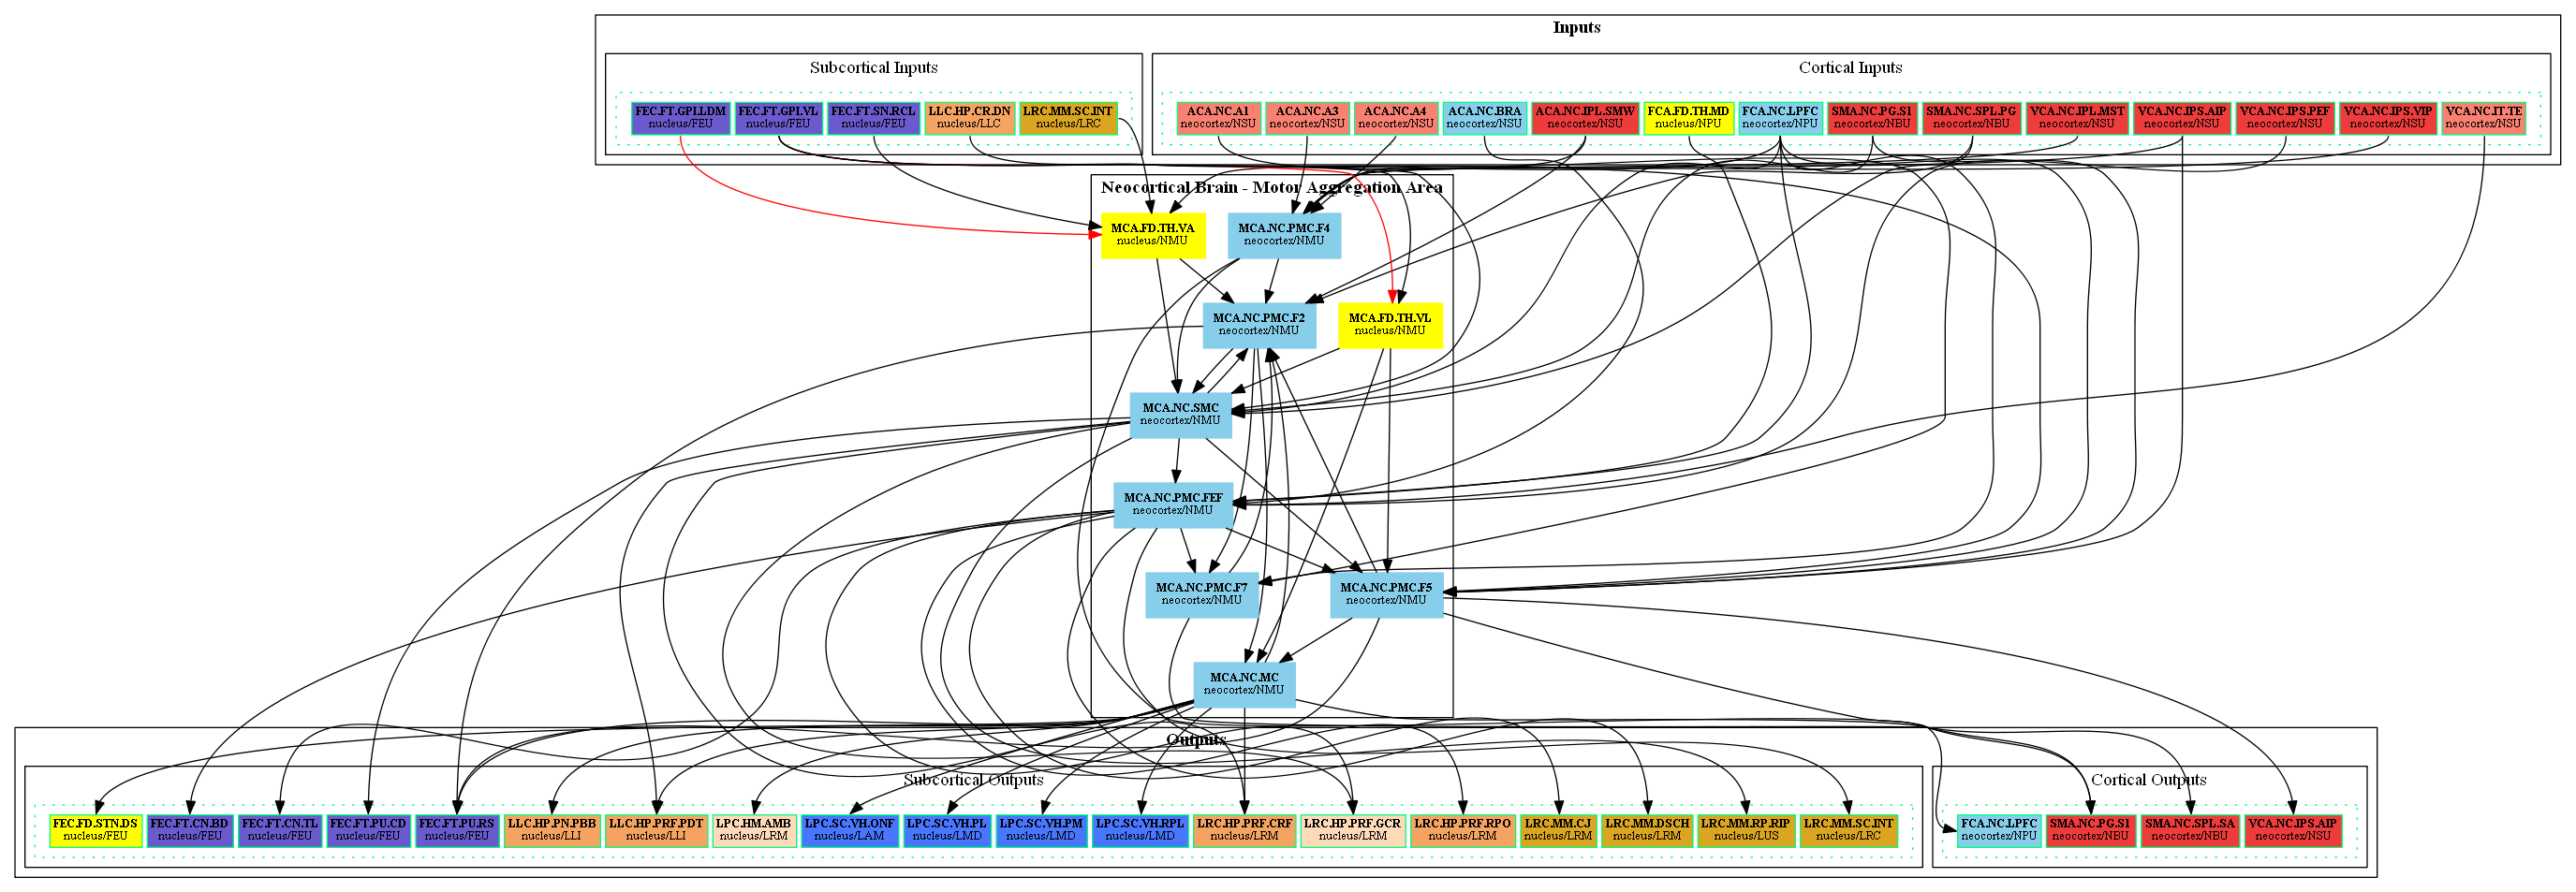 Inputs
Subcortical Inputs
Cortical Inputs
FEC.FT.GPI.LDM
nucleus/FEU
FEC.FT.GPI.VL
nucleus/FEU
FEC.FT.SN.RCL
nucleus/FEU
LLC.HP.CR.DN
nucleus/LLC
LRC.MM.SC.INT
nucleus/LRC
ACA.NC.A1
neocortex/NSU
ACA.NC.A3
neocortex/NSU
ACA.NC.A4
neocortex/NSU
ACA.NC.BRA
neocortex/NSU
ACA.NC.IPL.SMW
neocortex/NSU
FCA.FD.TH.MD
nucleus/NPU
FCA.NC.LPFC
neocortex/NPU
SMA.NC.PG.S1
neocortex/NBU
SMA.NC.SPL.PG
neocortex/NBU
VCA.NC.IPL.MST
neocortex/NSU
VCA.NC.IPS.AIP
neocortex/NSU
VCA.NC.IPS.PEF
neocortex/NSU
VCA.NC.IPS.VIP
neocortex/NSU
VCA.NC.IT.TE
neocortex/NSU
Neocortical Brain - Motor Aggregation Area
MCA.FD.TH.VA
nucleus/NMU
MCA.NC.PMC.F4
neocortex/NMU
MCA.NC.PMC.F2
neocortex/NMU
MCA.FD.TH.VL
nucleus/NMU
MCA.NC.SMC
neocortex/NMU
MCA.NC.PMC.FEF
neocortex/NMU
MCA.NC.PMC.F7
neocortex/NMU
MCA.NC.PMC.F5
neocortex/NMU
MCA.NC.MC
neocortex/NMU
Outputs
Subcortical Outputs
Cortical Outputs
FEC.FD.STN.DS
nucleus/FEU
FEC.FT.CN.BD
nucleus/FEU
FEC.FT.CN.TL
nucleus/FEU
FEC.FT.PU.CD
nucleus/FEU
FEC.FT.PU.RS
nucleus/FEU
LLC.HP.PN.PBB
nucleus/LLI
LLC.HP.PRF.PDT
nucleus/LLI
LPC.HM.AMB
nucleus/LRM
LPC.SC.VH.ONF
nucleus/LAM
LPC.SC.VH.PL
nucleus/LMD
LPC.SC.VH.PM
nucleus/LMD
LPC.SC.VH.RPL
nucleus/LMD
LRC.HP.PRF.CRF
nucleus/LRM
LRC.HP.PRF.GCR
nucleus/LRM
LRC.HP.PRF.RPO
nucleus/LRM
LRC.MM.CJ
nucleus/LRM
LRC.MM.DSCH
nucleus/LRM
LRC.MM.RP.RIP
nucleus/LUS
LRC.MM.SC.INT
nucleus/LRC
FCA.NC.LPFC
neocortex/NPU
SMA.NC.PG.S1
neocortex/NBU
SMA.NC.SPL.SA
neocortex/NBU
VCA.NC.IPS.AIP
neocortex/NSU